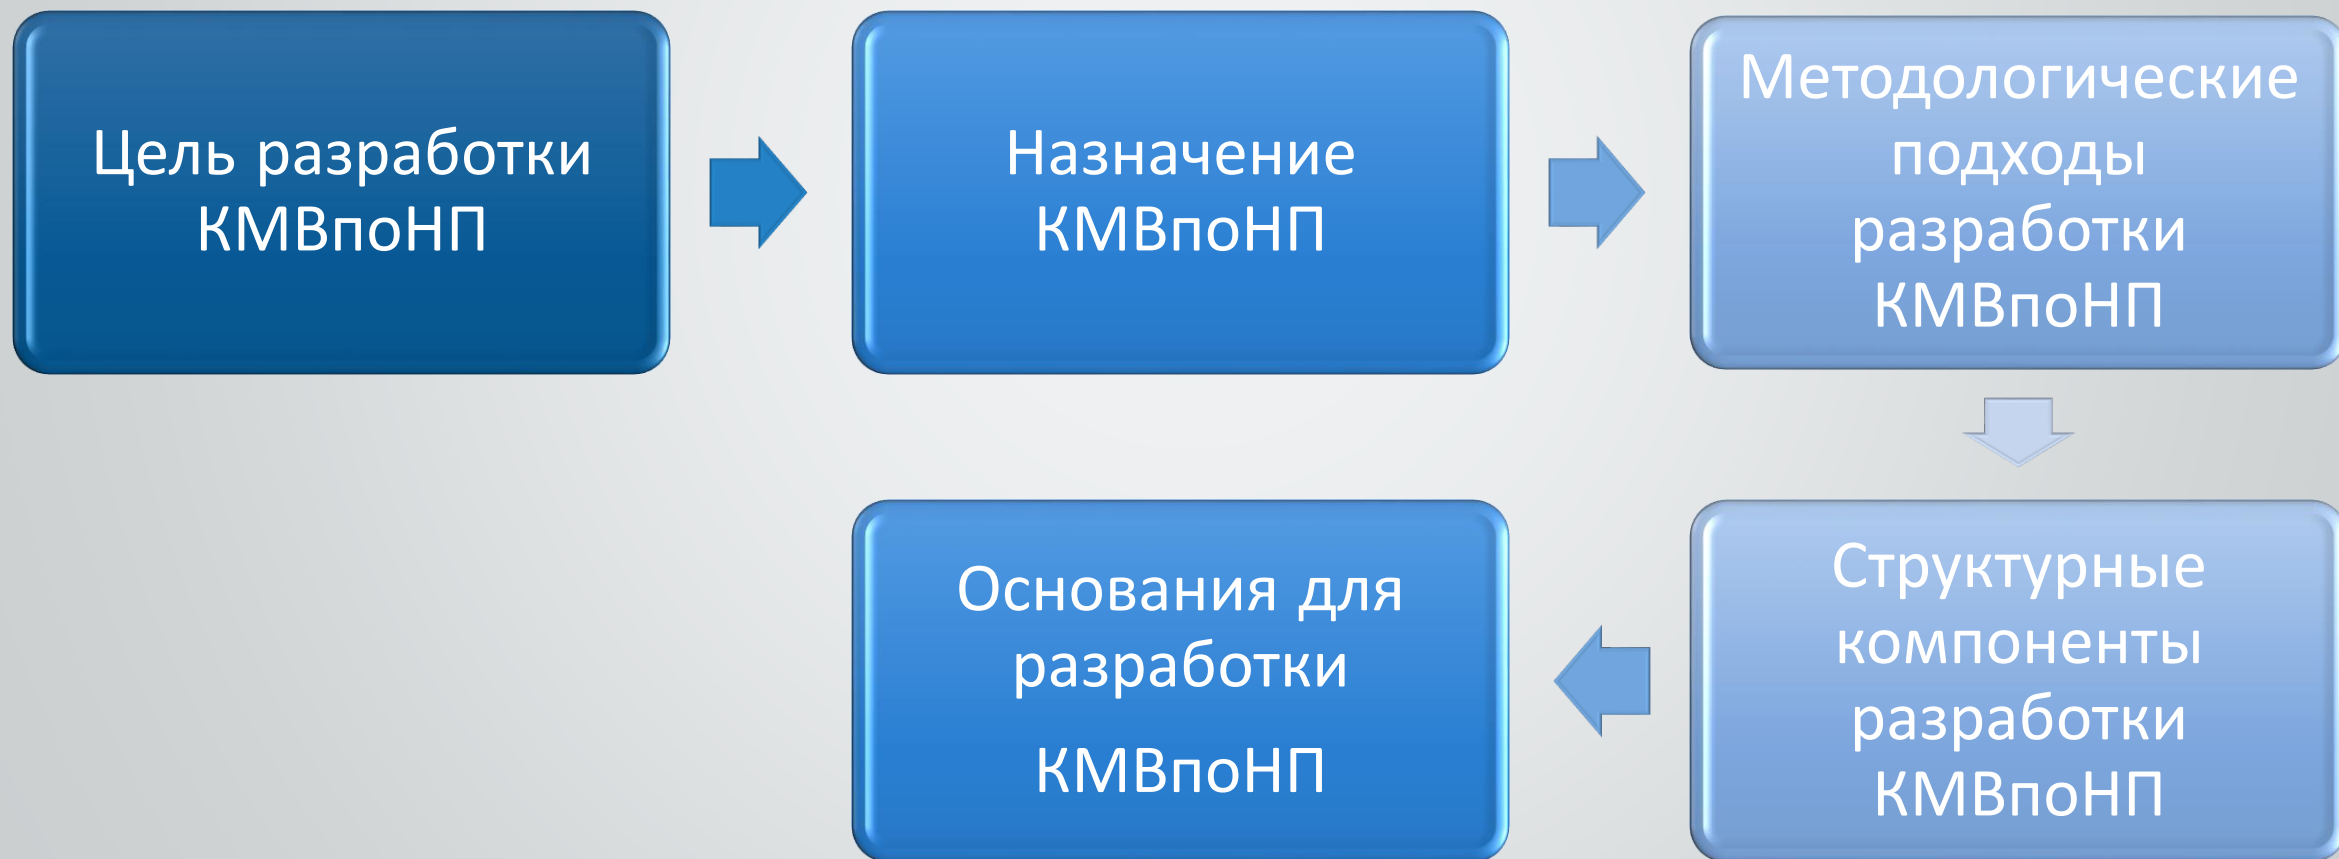 Цель разработки
КМВпоНП
Назначение
КМВпоНП
Методологические
подходы
разработки
КМВпоНП
Структурные
компоненты
разработки
КМВпоНП
Основания для
разработки
КМВпоНП